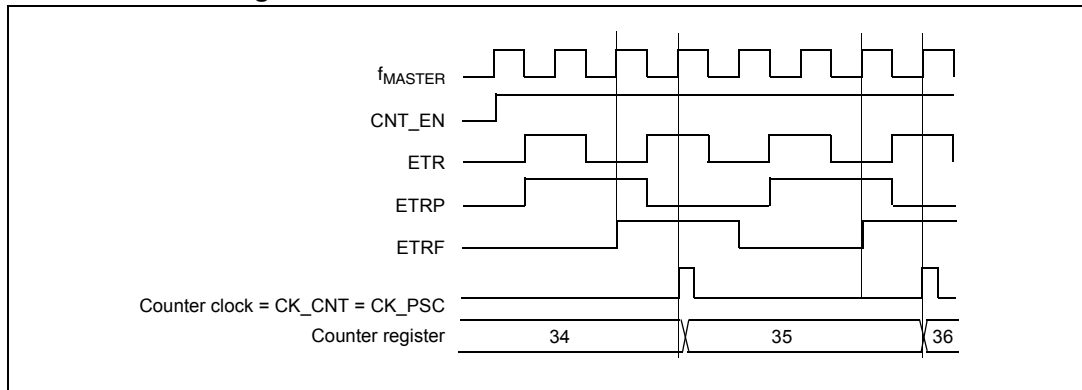 fMASTER
CNT_EN
ETR
ETRP
ETRF
Counter clock = CK_CNT = CK_PSC
Counter register 34 35 36